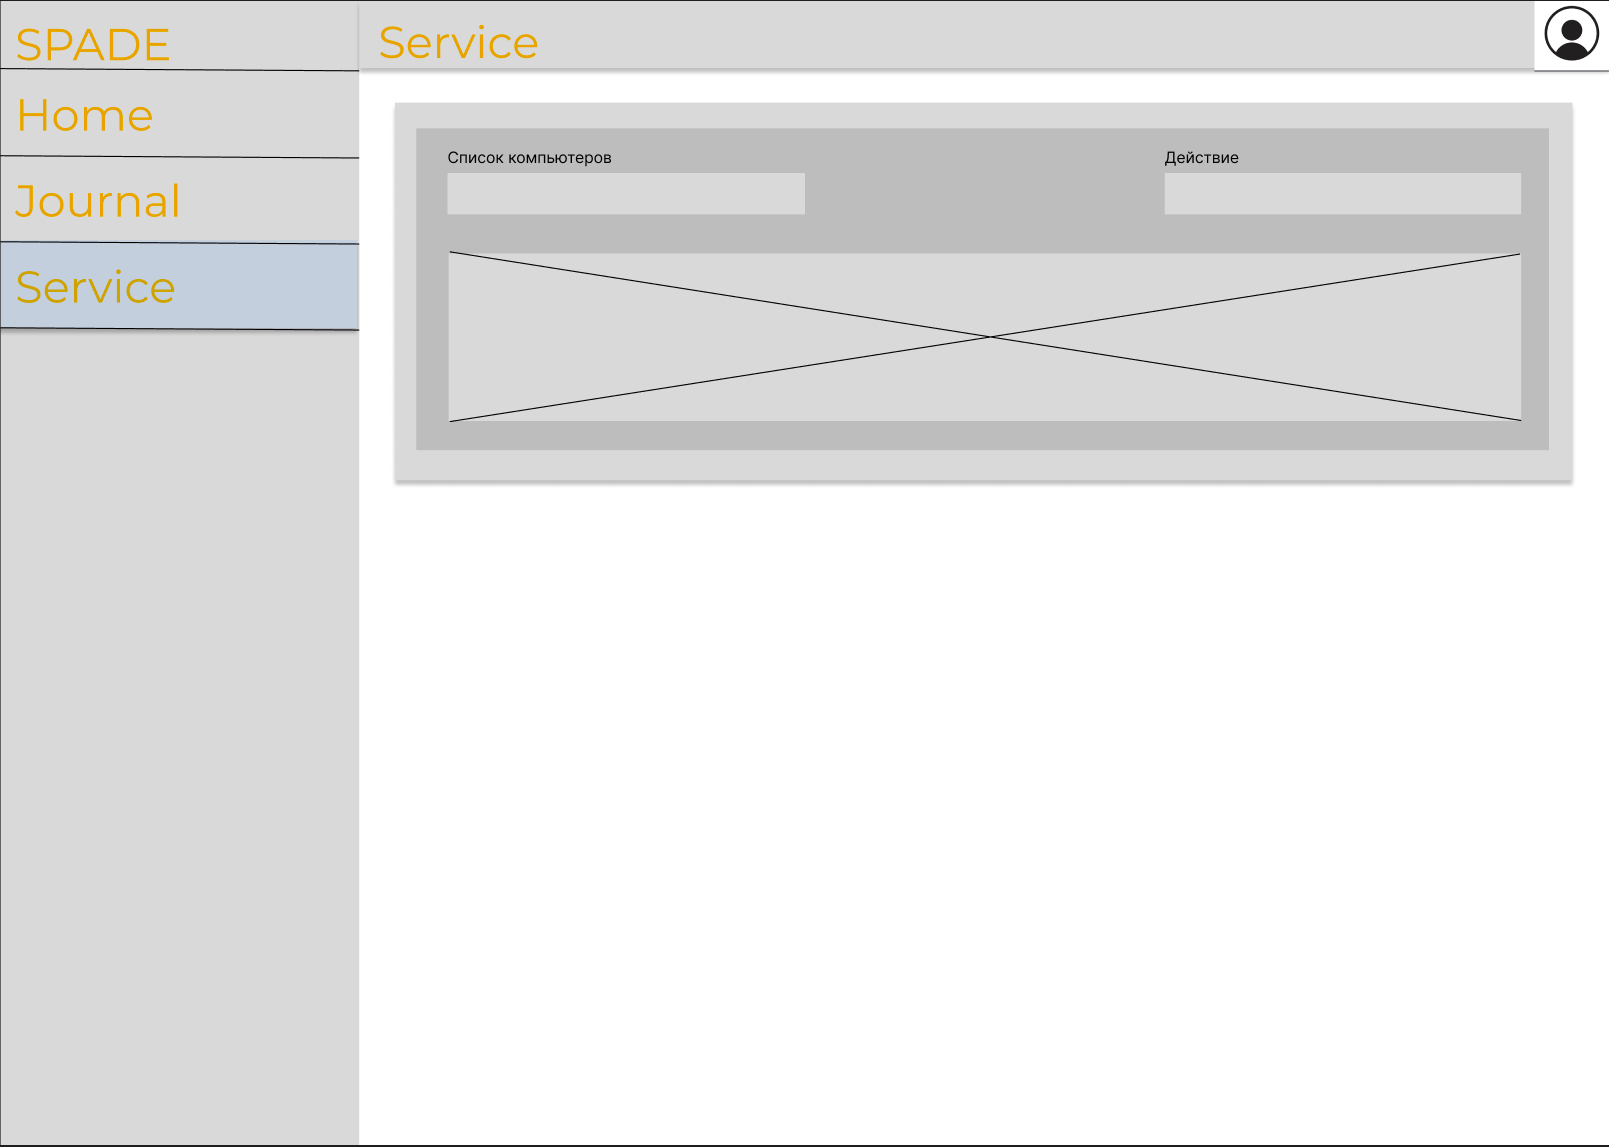 SPADE
Service
Home
Journal
Service
Список компьютеров
Действие